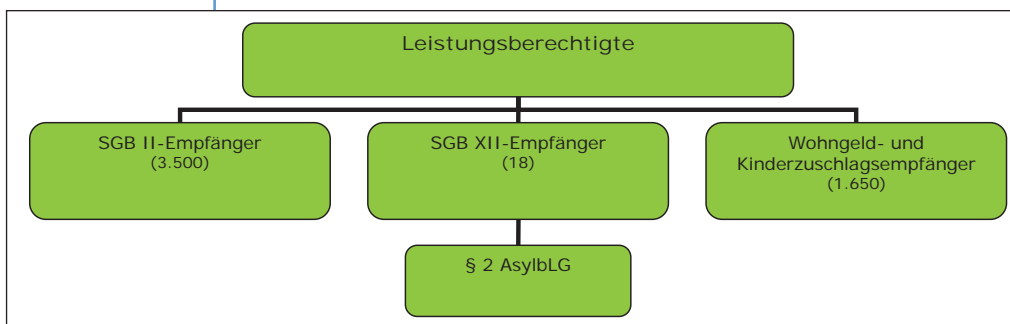 Leistungsberechtigte
SGB II-Empfänger
(3.500)
SGB XII-Empfänger
(18)
Wohngeld- und
Kinderzuschlagsempfänger
(1.650)
§ 2 AsylbLG